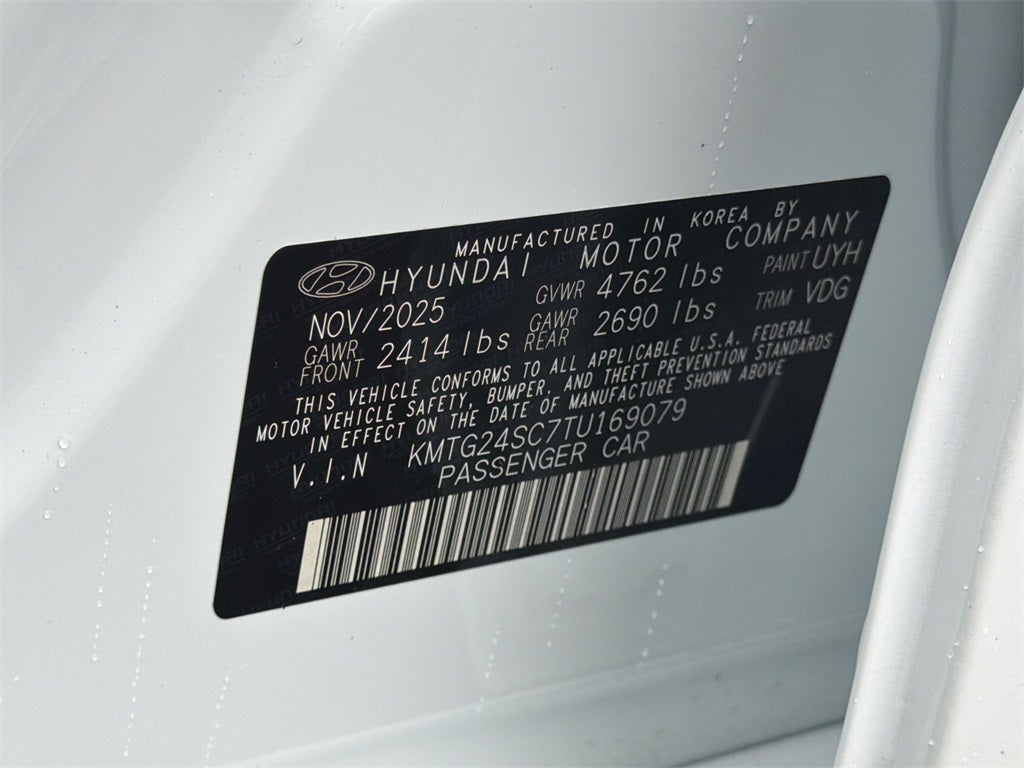 MANUFACTURED IN KOREA BY
HYUNDAI MOTOR COMPANY
NOV/2025 GVWR 4762 lbs PAINT UYH
GAWR FRONT 2414 lbs GAWR REAR 2690 lbs TRIM VDG
THIS VEHICLE CONFORMS TO ALL APPLICABLE U.S.A. FEDERAL
MOTOR VEHICLE SAFETY, BUMPER, AND THEFT PREVENTION STANDARDS
IN EFFECT ON THE DATE OF MANUFACTURE SHOWN ABOVE
V.I.N KMTG24SC7TU169079
PASSENGER CAR